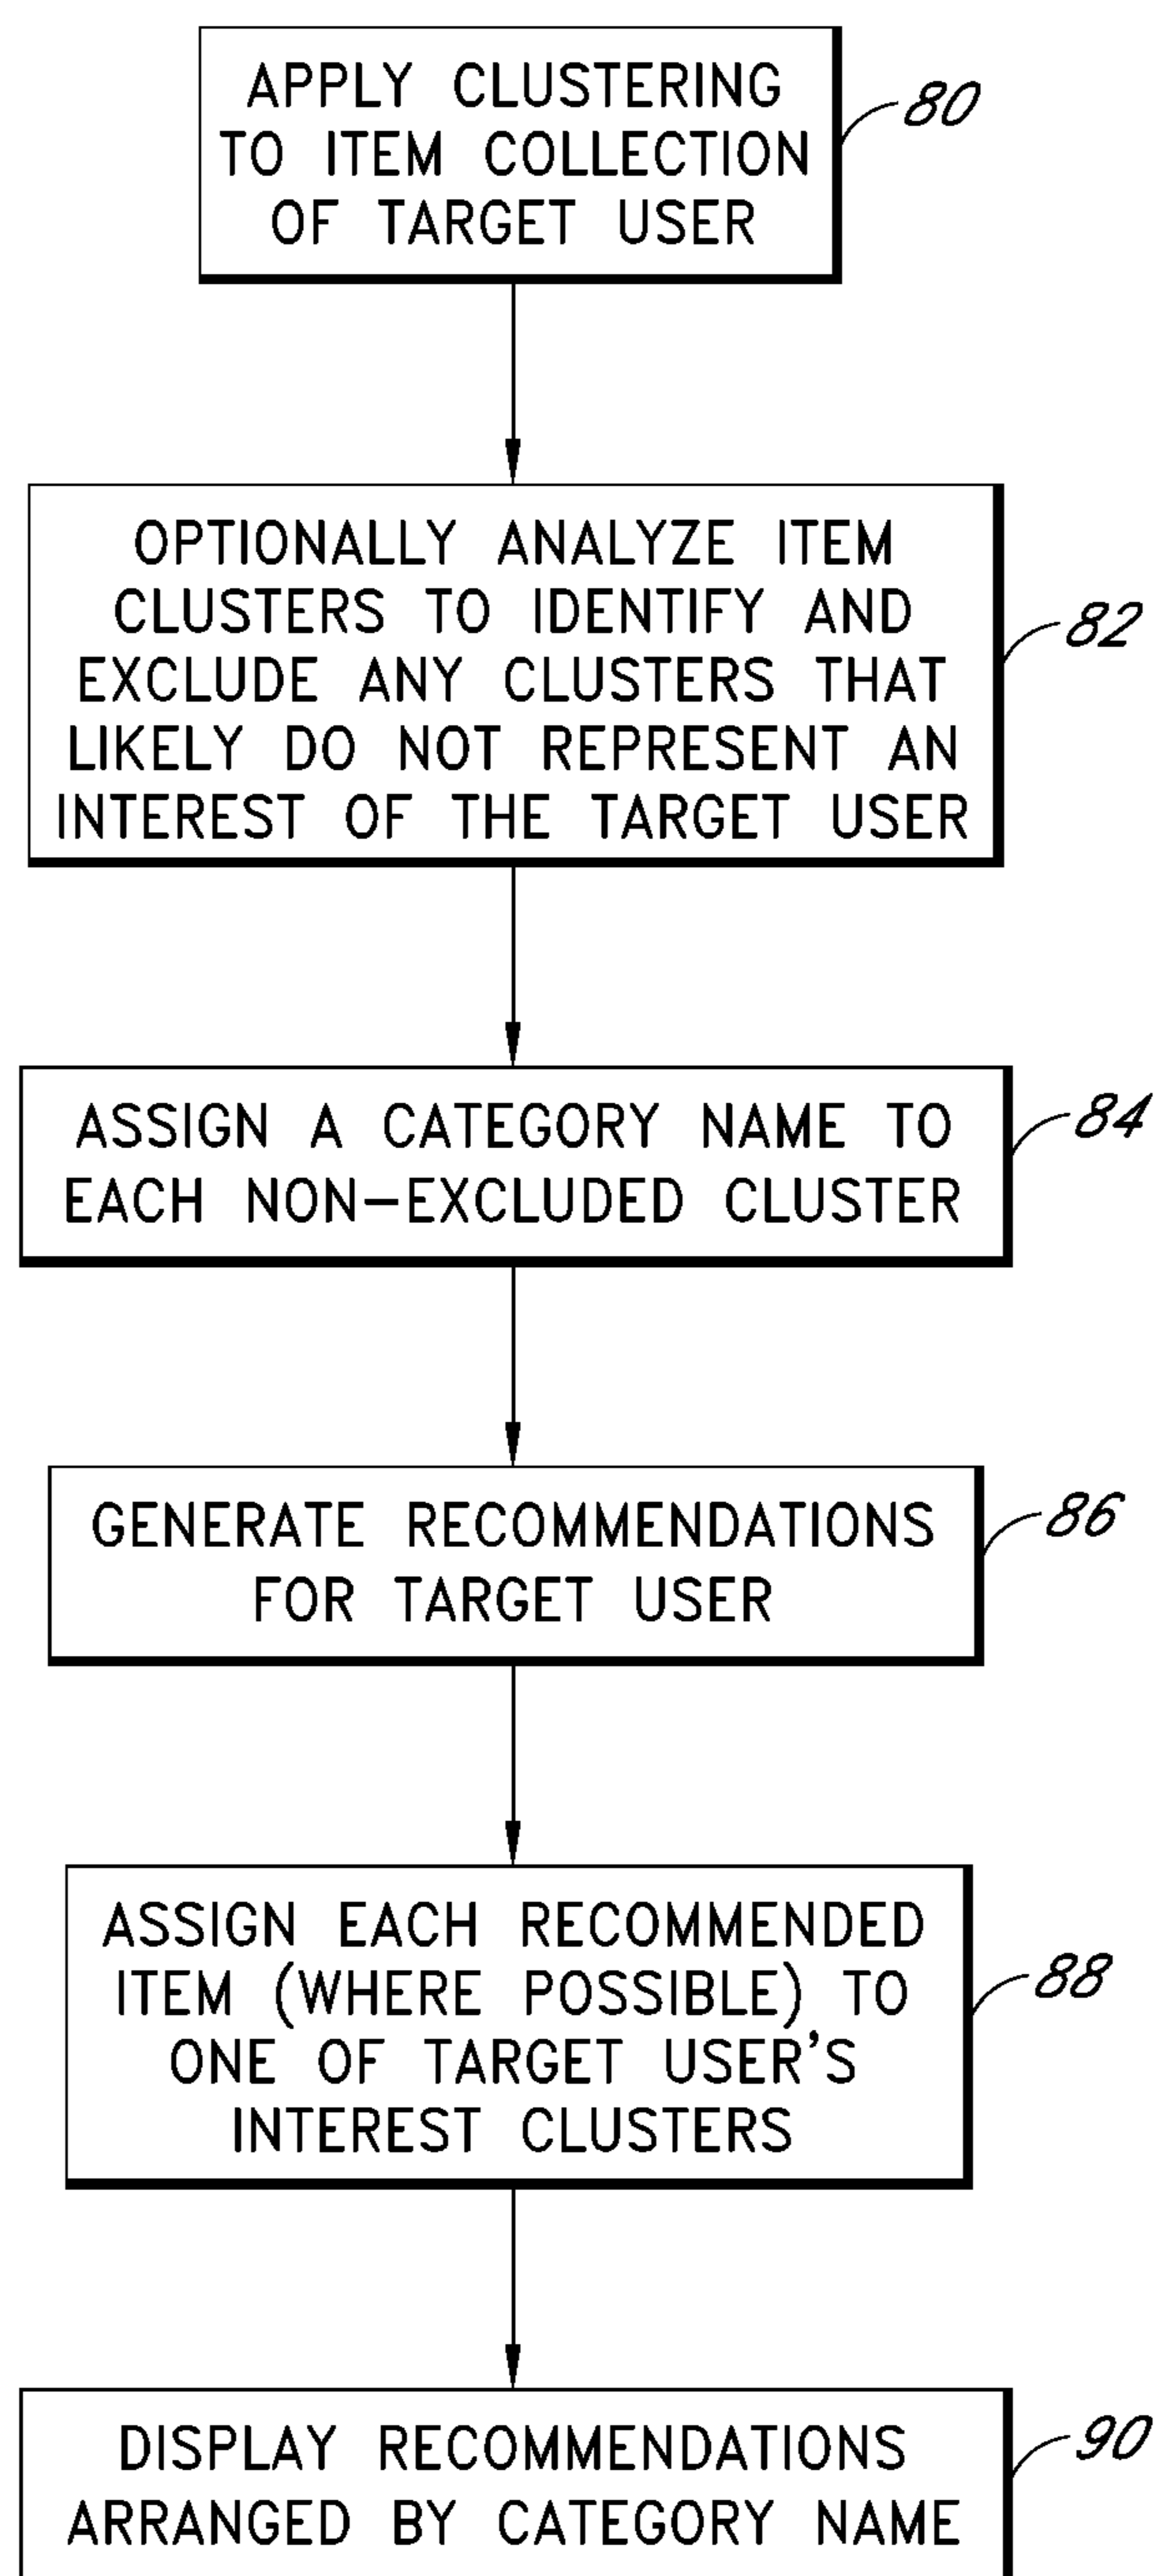 APPLY CLUSTERING
TO ITEM COLLECTION
OF TARGET USER
80
OPTIONALLY ANALYZE ITEM
CLUSTERS TO IDENTIFY AND
EXCLUDE ANY CLUSTERS THAT
LIKELY DO NOT REPRESENT AN
INTEREST OF THE TARGET USER
82
ASSIGN A CATEGORY NAME TO
EACH NON-EXCLUDED CLUSTER
84
GENERATE RECOMMENDATIONS
FOR TARGET USER
86
ASSIGN EACH RECOMMENDED
ITEM (WHERE POSSIBLE) TO
ONE OF TARGET USER'S
INTEREST CLUSTERS
88
DISPLAY RECOMMENDATIONS
ARRANGED BY CATEGORY NAME
90